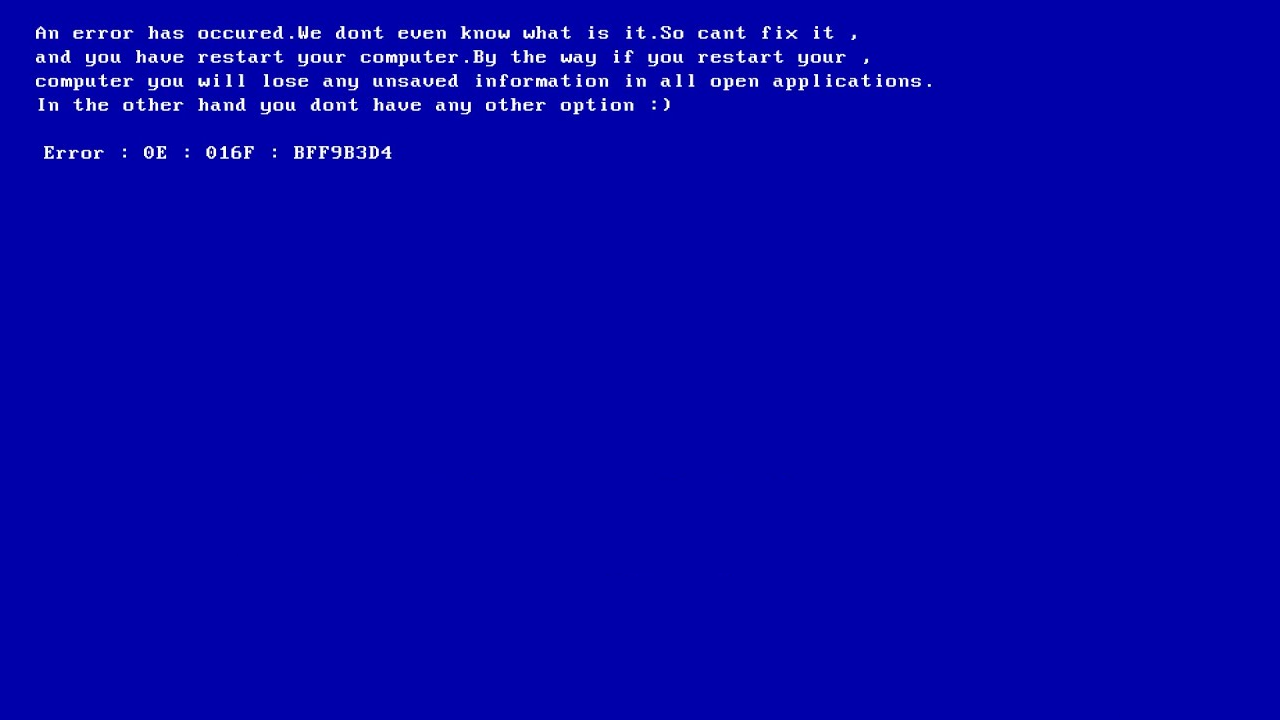 An error has occured.We dont even know what is it.So cant fix it ,
and you have restart your computer.By the way if you restart your ,
computer you will lose any unsaved information in all open applications.
In the other hand you dont have any other option :)
Error : 0E : 016F : BFF9B3D4